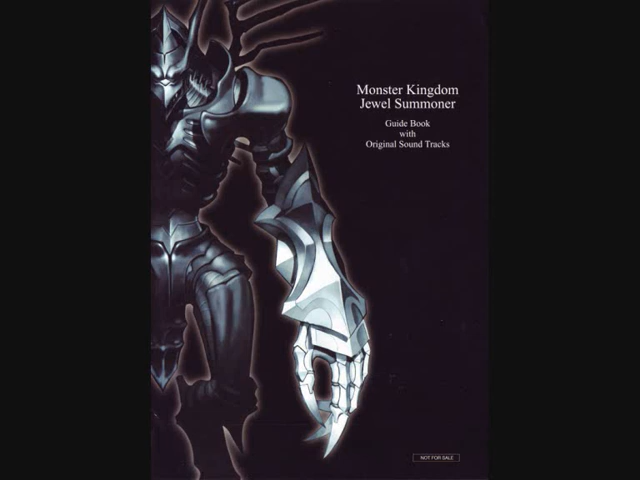 Monster Kingdom
Jewel Summoner
Guide Book
with
Original Sound Tracks
NOT FOR SALE